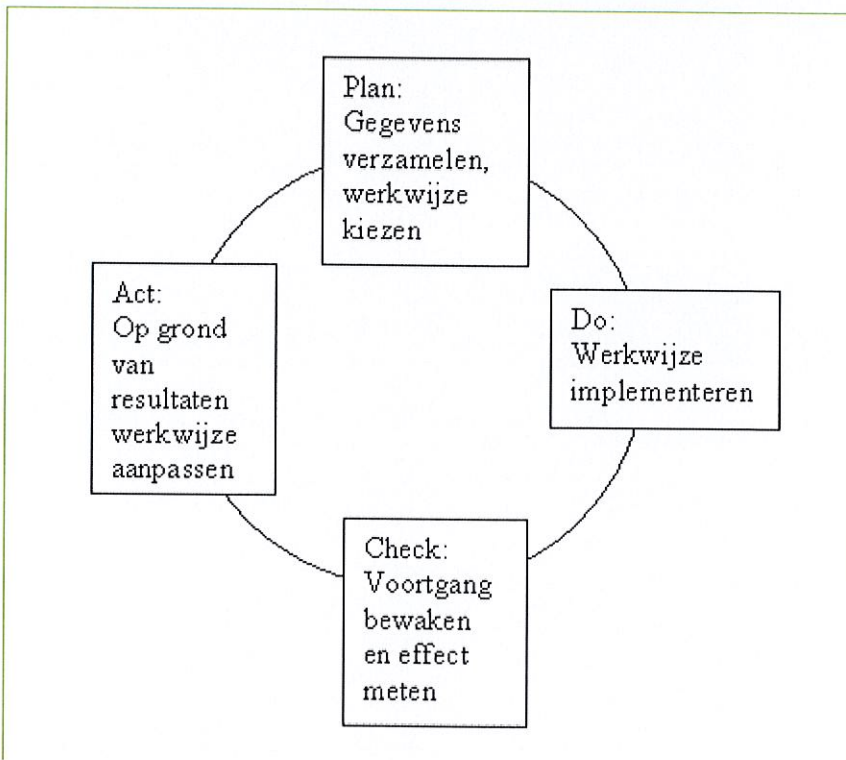 Plan:
Gegevens
verzamelen,
werkwijze
kiezen
Do:
Werkwijze
implementeren
Check:
Voortgang
bewaken
en effect
meten
Act:
Op grond
van
resultaten
werkwijze
aanpassen